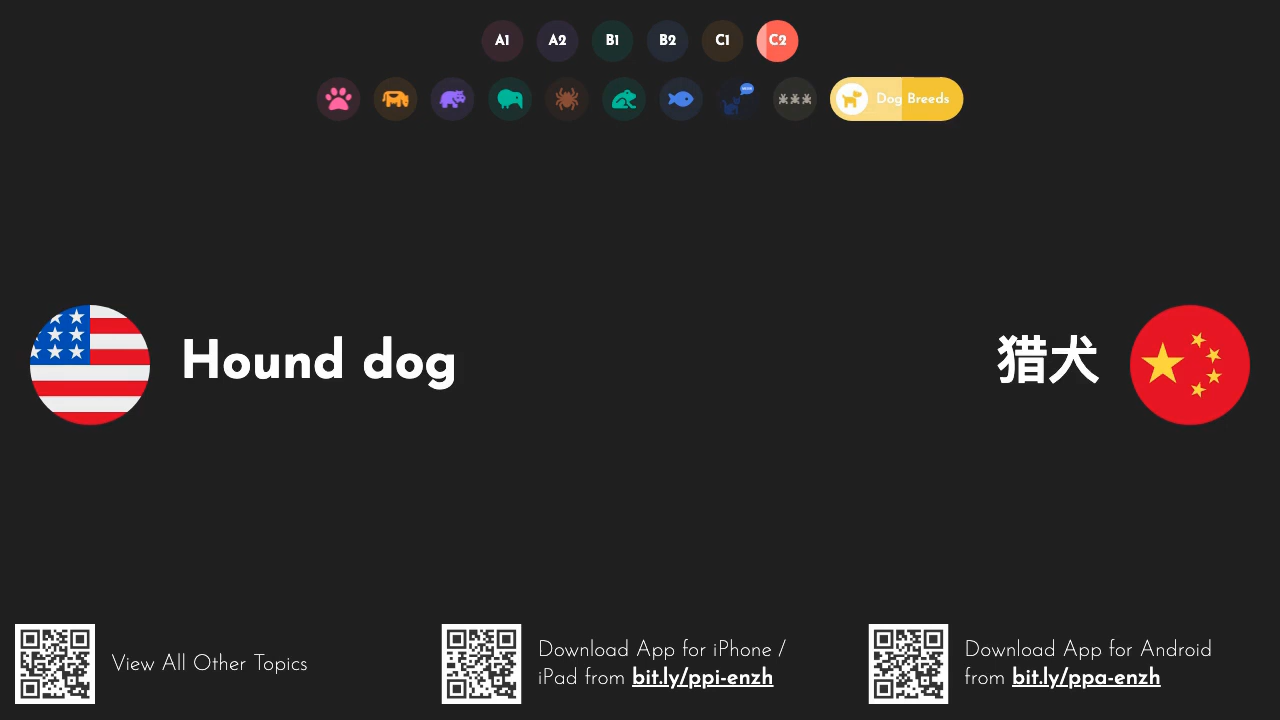 A1 A2 B1 B2 C1 C2
Dog Breeds
Hound dog
猎犬
View All Other Topics
Download App for iPhone /
iPad from bit.ly/ppi-enzh
Download App for Android
from bit.ly/ppa-enzh